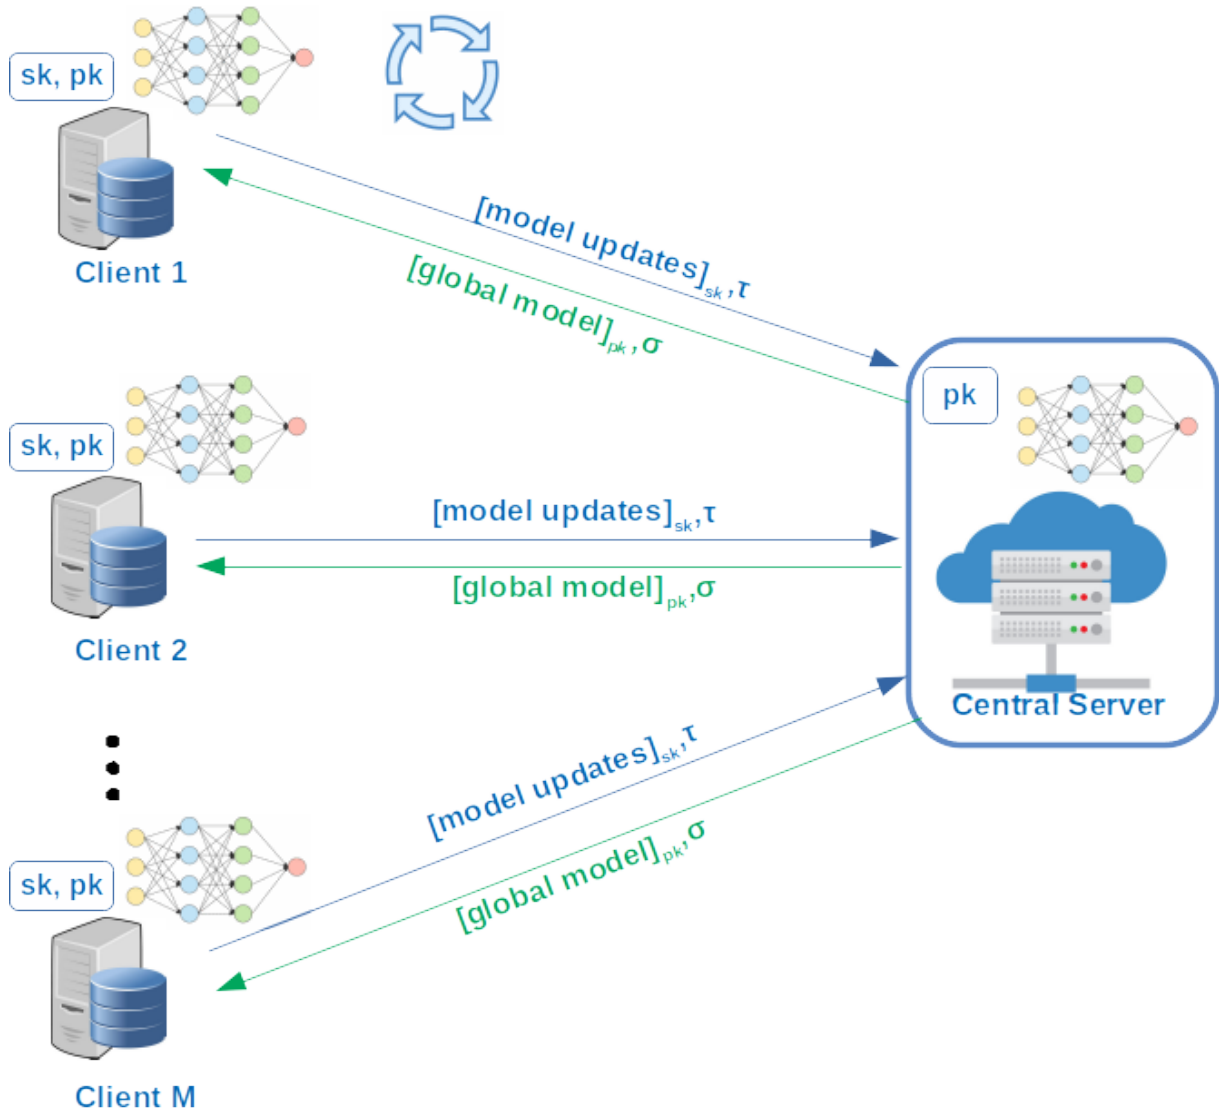 sk, pk
Client 1
[model updates]sk,τ
[global model]pk,σ
pk
sk, pk
Client 2
[model updates]sk,τ
[global model]pk,σ
Central Server
sk, pk
Client M
[model updates]sk,τ
[global model]pk,σ